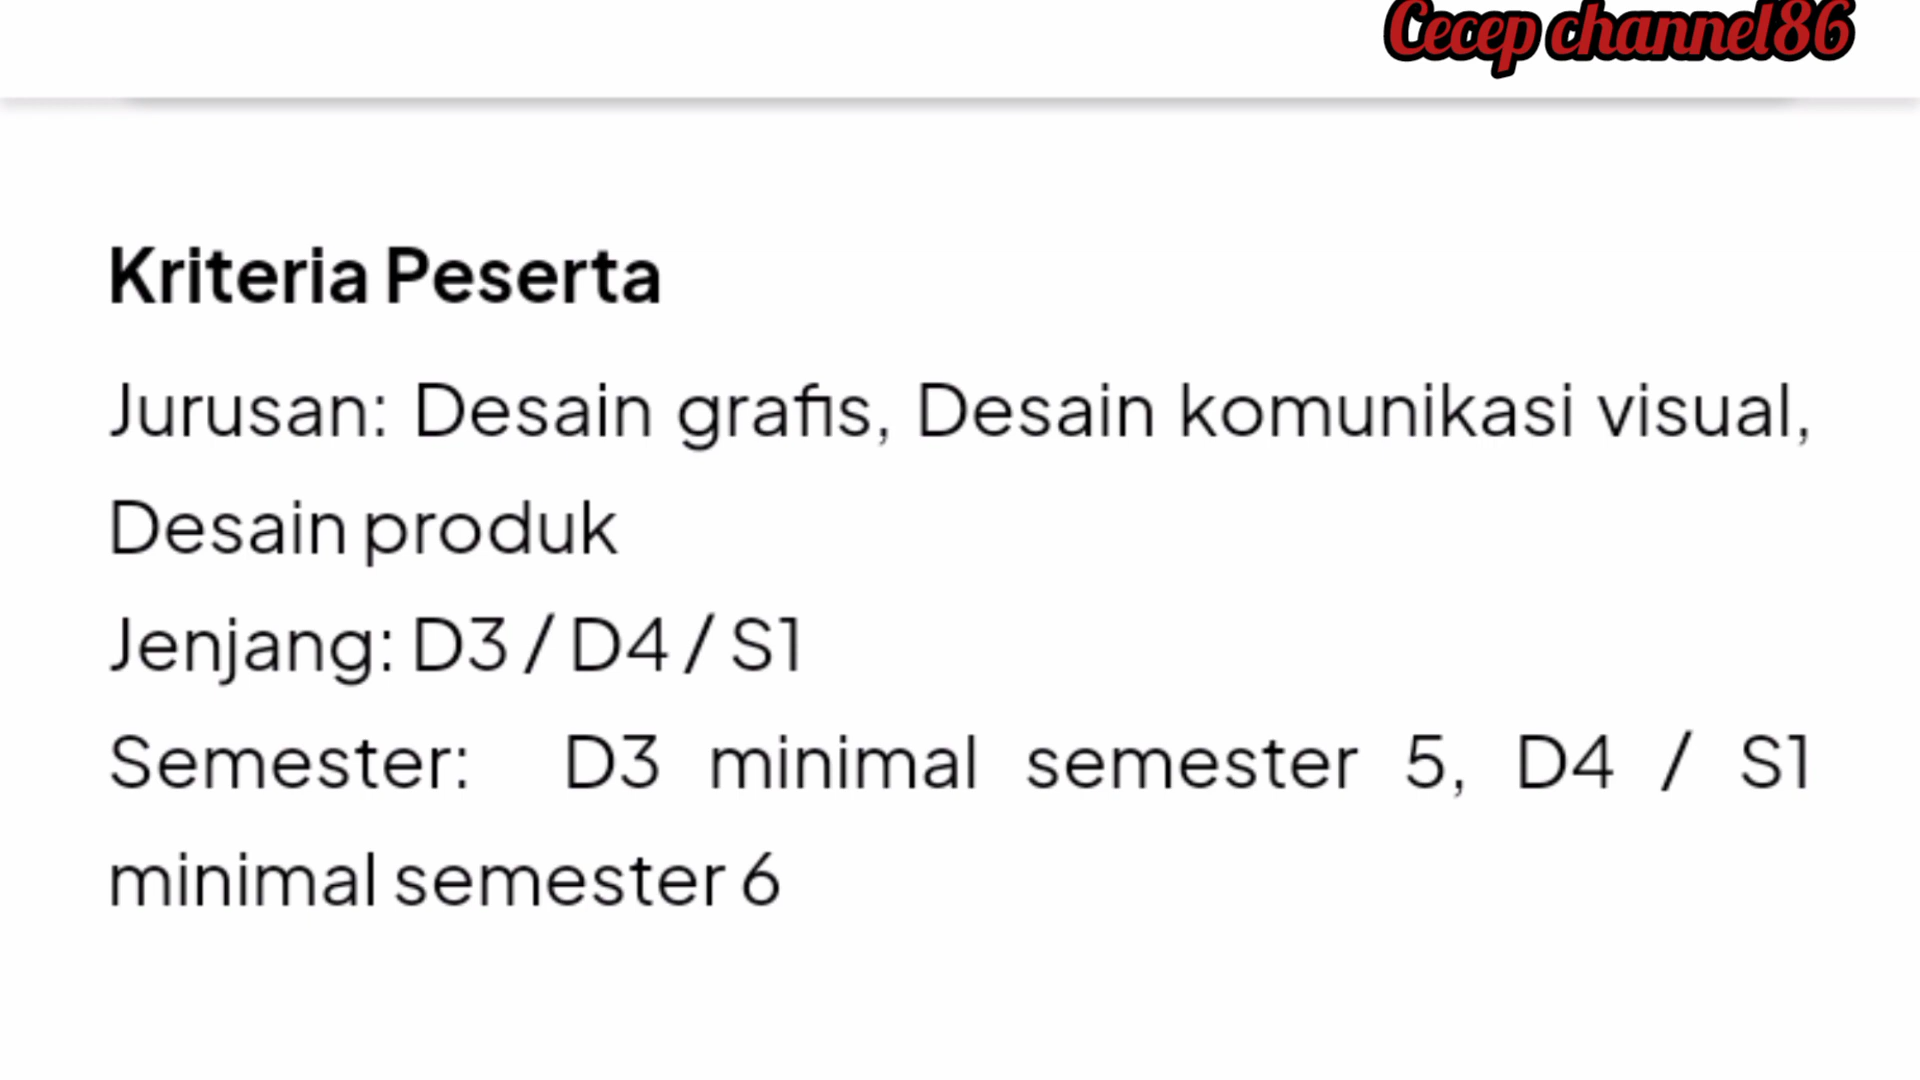 Cecep channel86
Kriteria Peserta
Jurusan: Desain grafis, Desain komunikasi visual,
Desain produk
Jenjang: D3 / D4 / S1
Semester: D3 minimal semester 5, D4 / S1
minimal semester 6